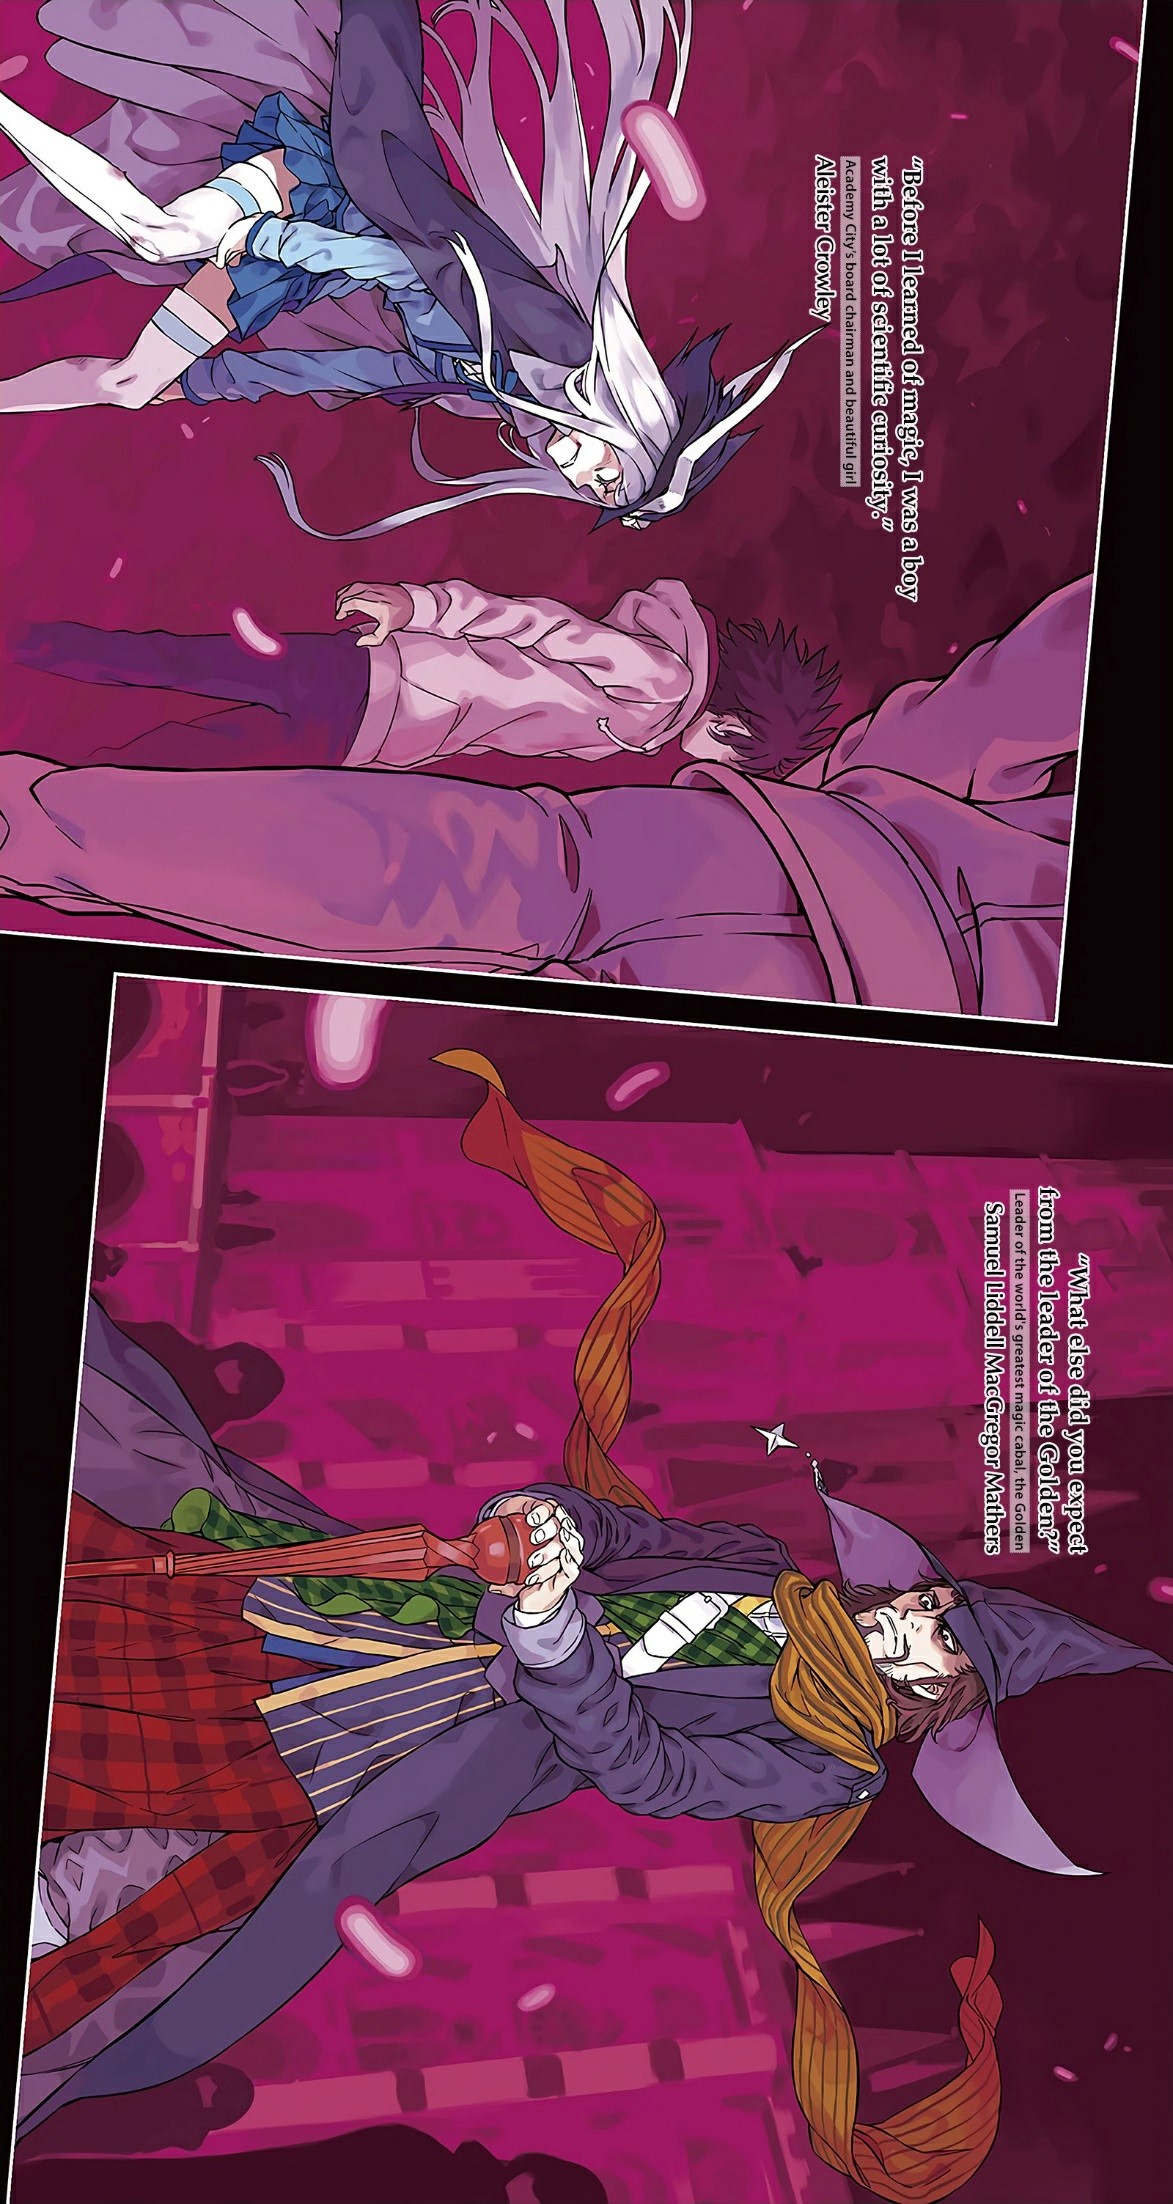 “Before I learned of magic, I was a boy
with a lot of scientific curiosity.”
Academy City's board chairman and beautiful girl
Aleister Crowley
“What else did you expect
from the leader of the Golden?”
Leader of the world's greatest magic cabal, the Golden
Samuel Liddell MacGregor Mathers